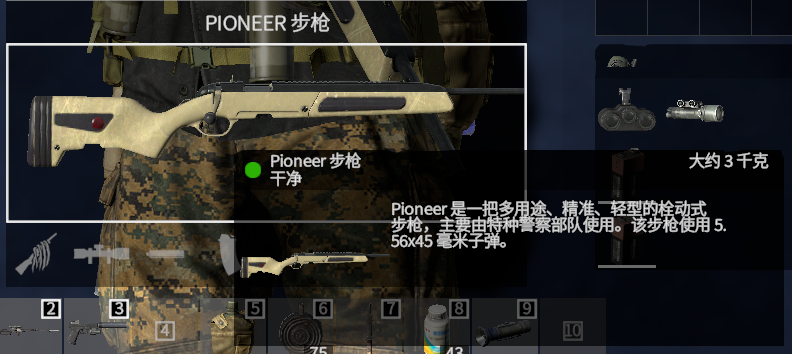 PIONEER 步枪
Pioneer 步枪
干净
大约 3 千克
Pioneer 是一把多用途、精准、轻型的栓动式
步枪，主要由特种警察部队使用。该步枪使用 5.
56x45 毫米子弹。
2
3
4
5
6
7
8
9
10
75
43